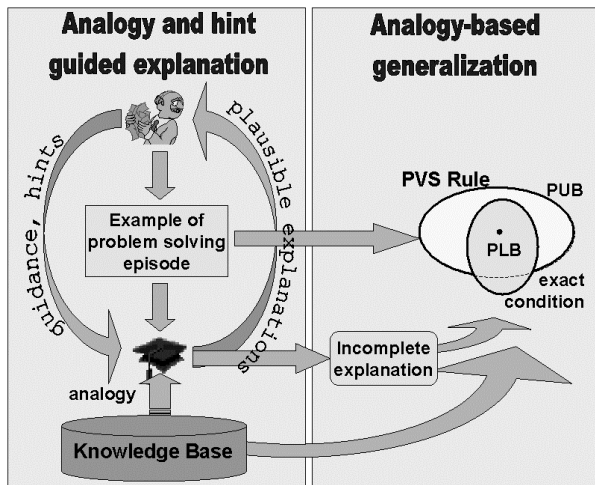 Analogy and hint
guided explanation
guidance, hints
plausible explanations
Example of
problem solving
episode
analogy
Knowledge Base
Analogy-based
generalization
PVS Rule
PUB
PLB
exact
condition
Incomplete
explanation